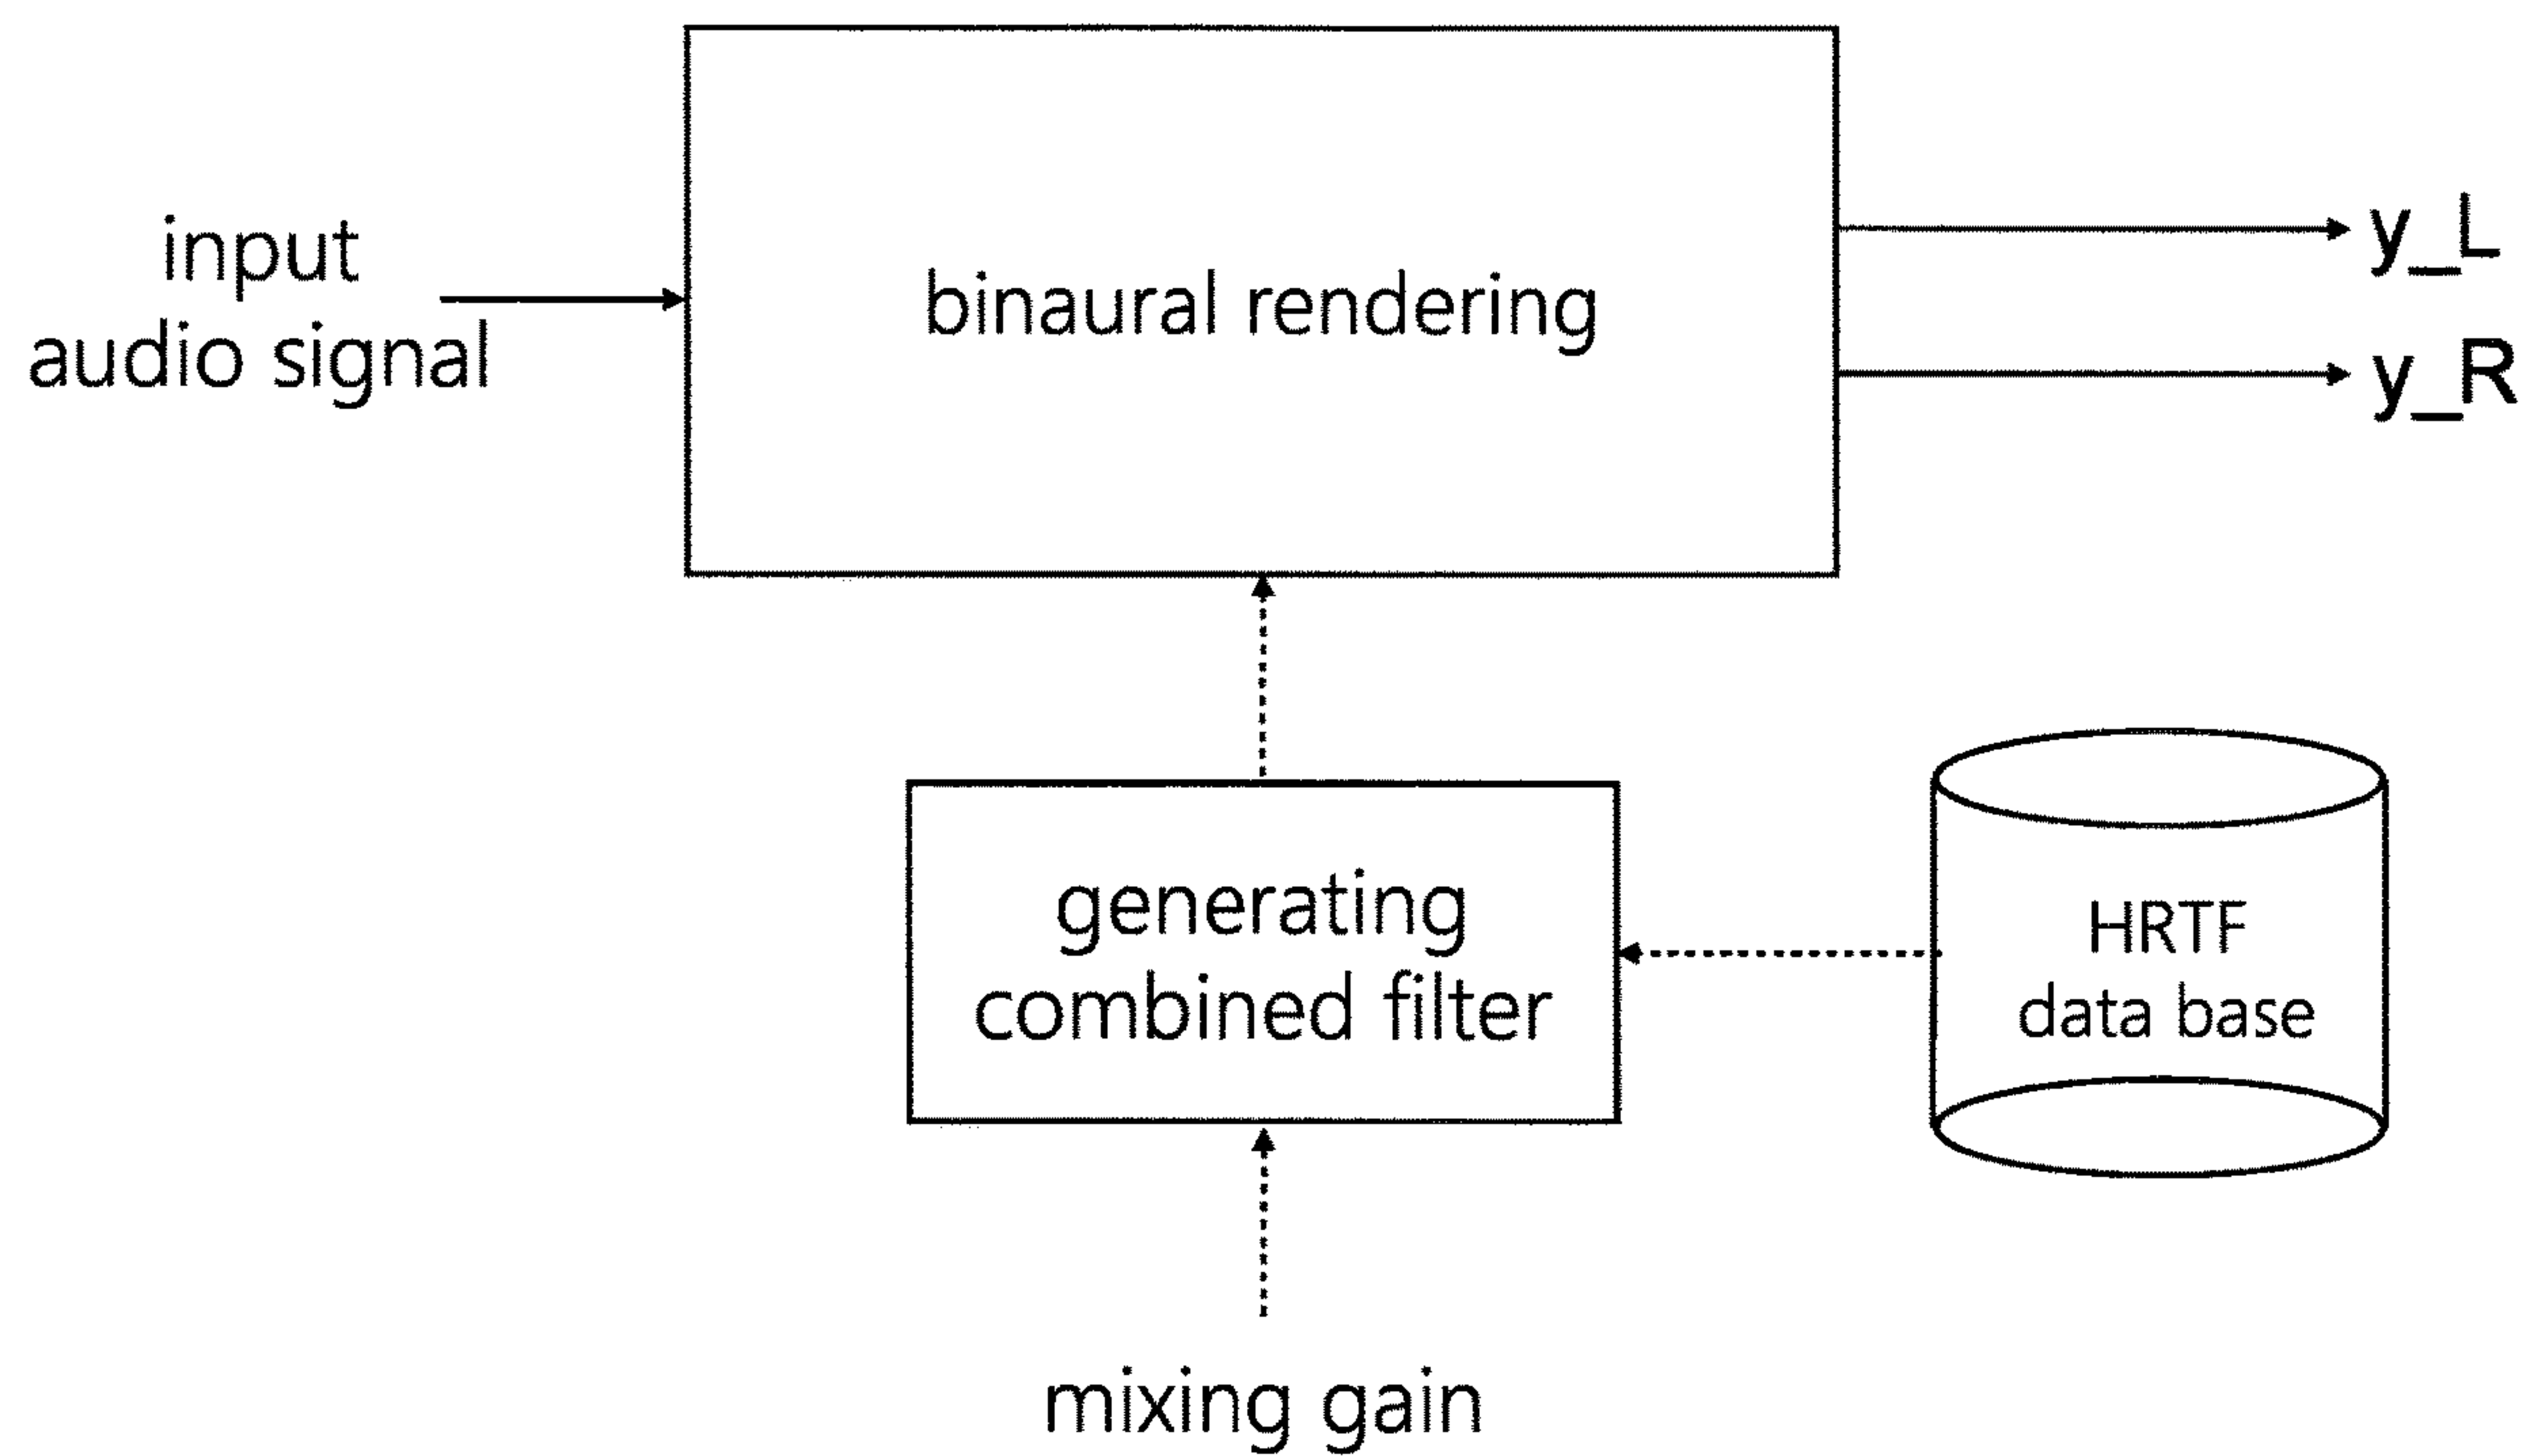 input
audio signal
binaural rendering
y_L
y_R
generating
combined filter
HRTF
data base
mixing gain